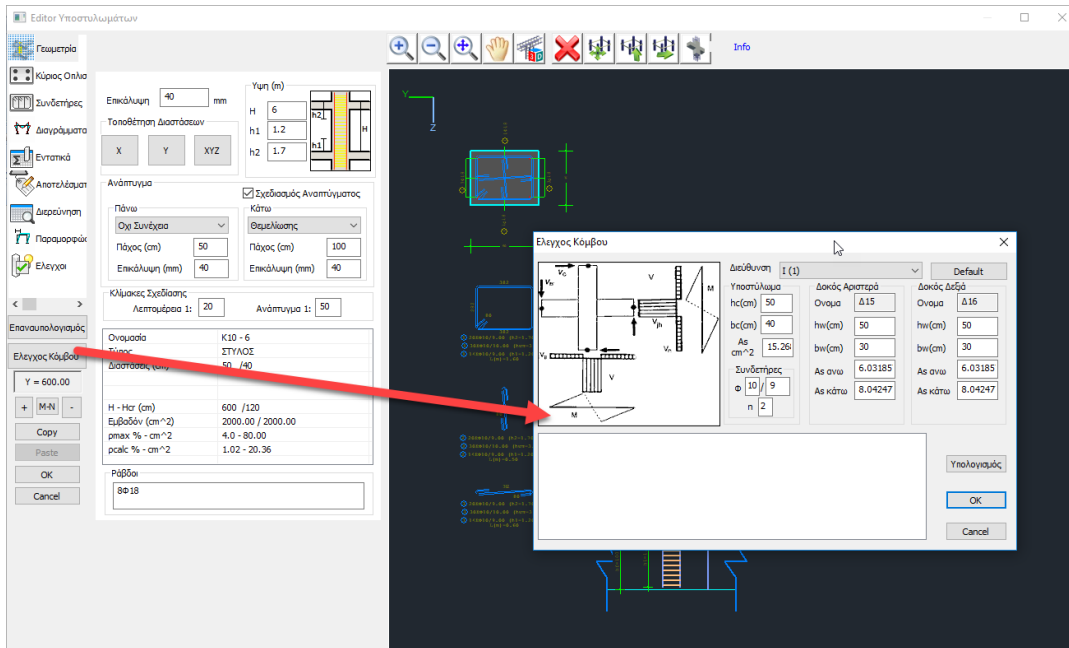 Editor Υποστυλωμάτων
Γεωμετρία
Κύριος Οπλισ
Συνδετήρες
Διαγράμματα
Εντατικά
Αποτελέσματ
Διερεύνηση
Παραμορφώς
Ελεγχοι
Επαναυπολογισμός
Ελεγχος Κόμβου
Y = 600.00
+ M-N -
Copy
Paste
OK
Cancel
Επικάλυψη 40 mm
Τοποθέτηση Διαστάσεων
X Y XYZ
Υψη (m)
H 6
h1 1.2
h2 1.7
h2 H h1
Ανάπτυγμα
Σχεδιασμός Αναπτύγματος
Πάνω
Οχι Συνέχεια
Πάχος (cm) 50
Επικάλυψη (mm) 40
Κάτω
Θεμελίωσης
Πάχος (cm) 100
Επικάλυψη (mm) 40
Κλίμακες Σχεδίασης
Λεπτομέρεια 1: 20 Ανάπτυγμα 1: 50
Ονομασία K10 - 6
Τύπος ΣΤΥΛΟΣ
Διαστάσεις (cm) 50 /40
H - Hcr (cm) 600 /120
Εμβαδόν (cm^2) 2000.00 / 2000.00
ρmax % - cm^2 4.0 - 80.00
ρcalc % - cm^2 1.02 - 20.36
Ράβδοι
8Φ18
Info
Y
Z
Ελεγχος Κόμβου
V M V M
Διεύθυνση I (1) Default
Υποστύλωμα
hc(cm) 50
bc(cm) 40
As cm^2 15.26
Συνδετήρες
Φ 10 / 9
n 2
Δοκός Αριστερά
Ονομα Δ15
hw(cm) 50
bw(cm) 30
As ανω 6.03185
As κάτω 8.04247
Δοκός Δεξιά
Ονομα Δ16
hw(cm) 50
bw(cm) 30
As ανω 6.03185
As κάτω 8.04247
Υπολογισμός
OK
Cancel